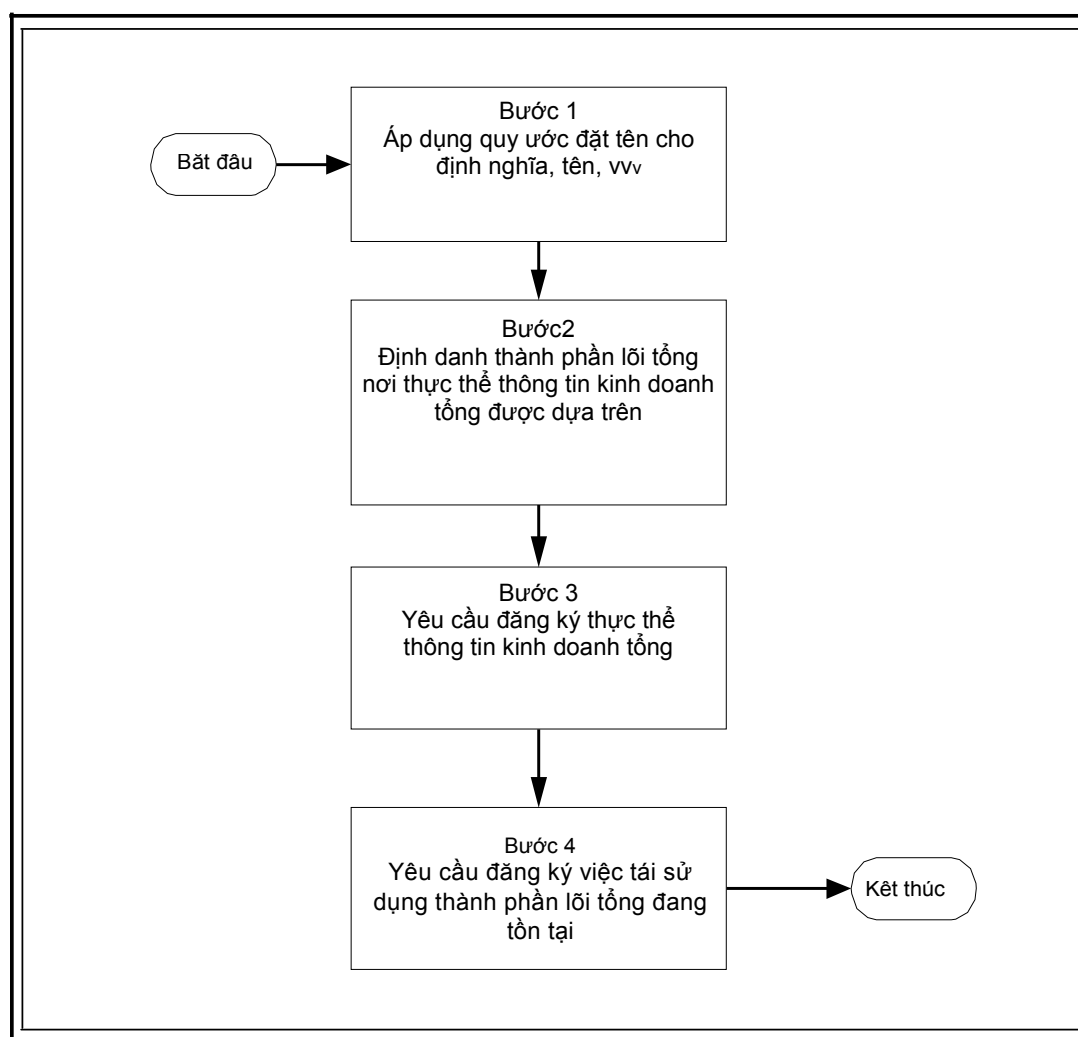 Băt đâu
Bước 1
Áp dụng quy ước đặt tên cho
định nghĩa, tên, vvv
Bước2
Định danh thành phần lõi tổng
nơi thực thể thông tin kinh doanh
tổng được dựa trên
Bước 3
Yêu cầu đăng ký thực thể
thông tin kinh doanh tổng
Bước 4
Yêu cầu đăng ký việc tái sử
dụng thành phần lõi tổng đang
tồn tại
Kêt thúc